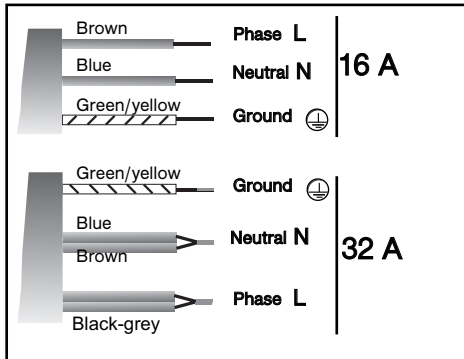 Brown Phase L
Blue Neutral N 16 A
Green/yellow Ground
Green/yellow Ground
Blue Neutral N
Brown 32 A
Phase L
Black-grey